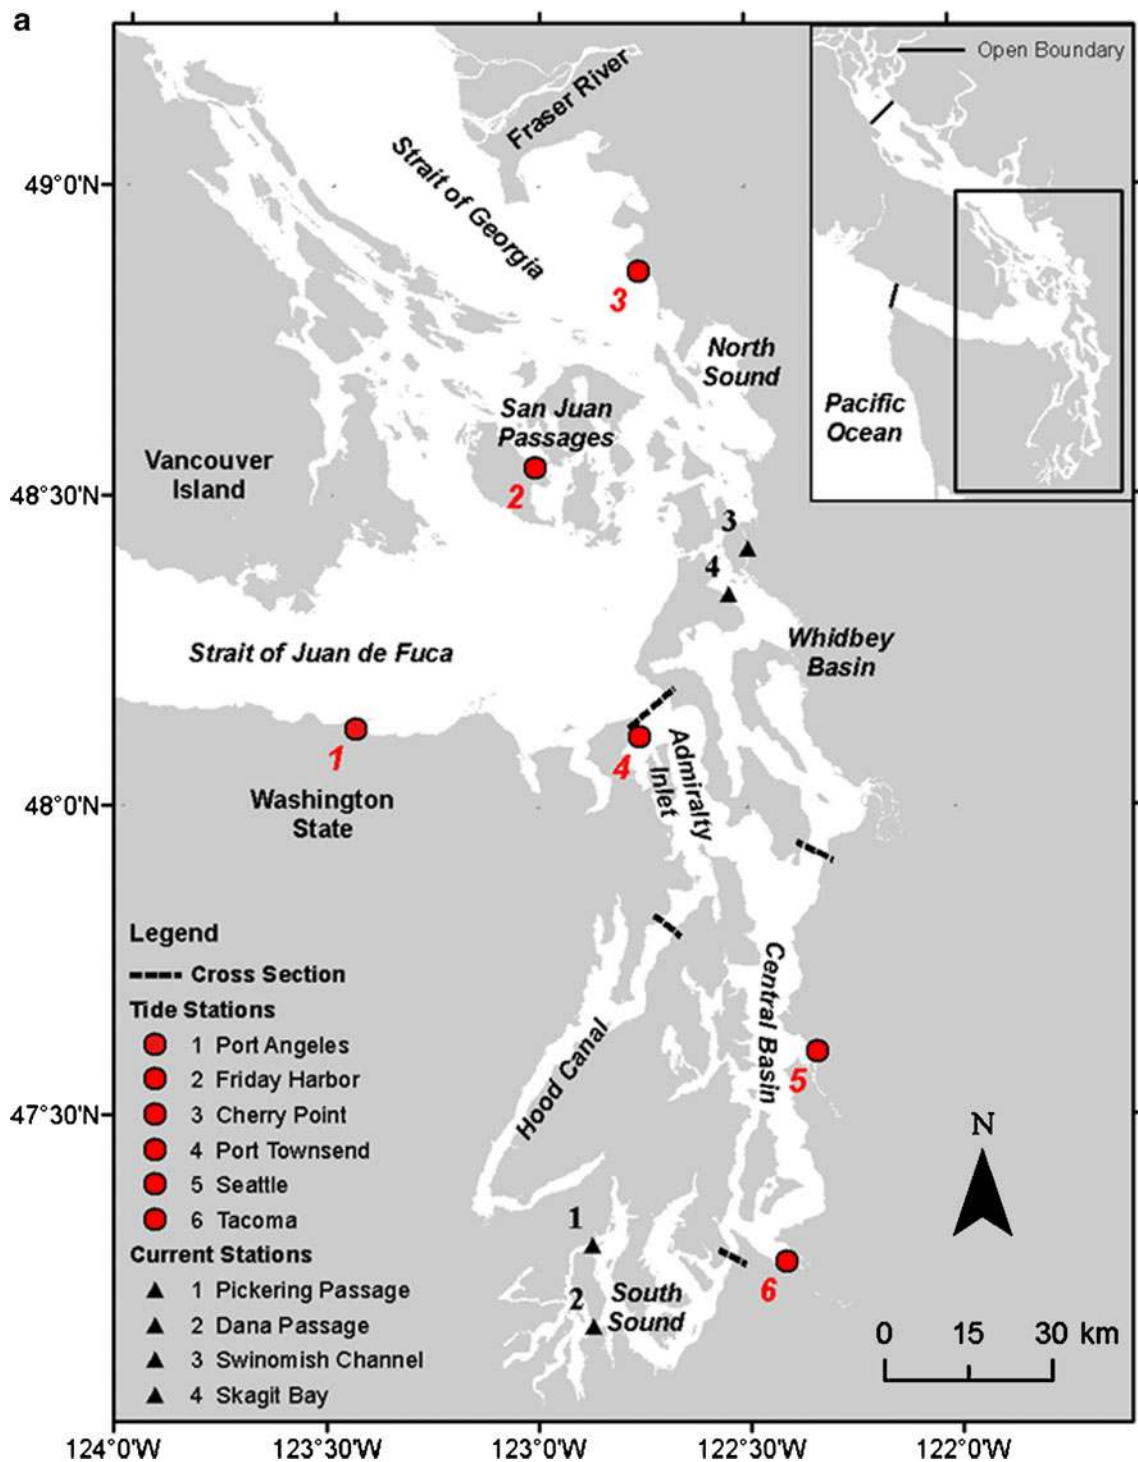 a
Open Boundary
Fraser River
Strait of Georgia
49°0'N
3
North
Sound
Pacific
Ocean
San Juan
Passages
Vancouver
Island
2
48°30'N
3
4
Strait of Juan de Fuca
Whidbey
Basin
1
4
Admiralty
Inlet
Washington
State
48°0'N
Legend
Cross Section
Tide Stations
1 Port Angeles
2 Friday Harbor
3 Cherry Point
4 Port Townsend
5 Seattle
6 Tacoma
Current Stations
1 Pickering Passage
2 Dana Passage
3 Swinomish Channel
4 Skagit Bay
Central Basin
Hood Canal
5
47°30'N
N
1
2
South
Sound
6
0 15 30 km
124°0'W 123°30'W 123°0'W 122°30'W 122°0'W